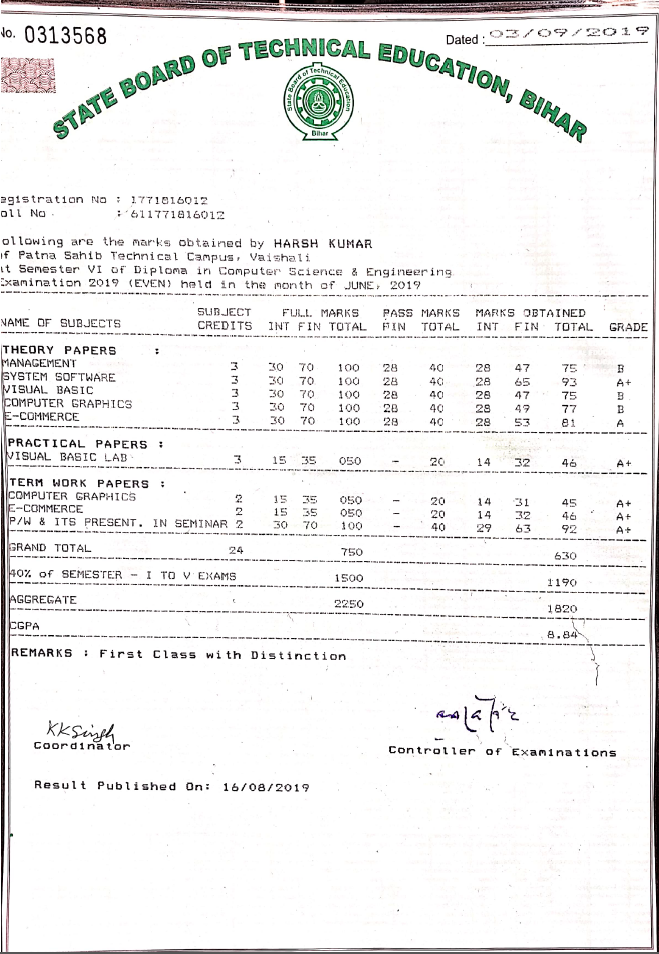 No. 0313568
Dated : 03/09/2019
STATE BOARD OF TECHNICAL EDUCATION, BIHAR
State Board of Technical Education
Bihar
egistration No : 1771816012
oll No : 611771816012
ollowing are the marks obtained by HARSH KUMAR
of Patna Sahib Technical Campus, Vaishali
at Semester VI of Diploma in Computer Science & Engineering
Examination 2019 (EVEN) held in the month of JUNE, 2019
SUBJECT FULL MARKS PASS MARKS MARKS OBTAINED
NAME OF SUBJECTS CREDITS INT FIN TOTAL FIN TOTAL INT FIN TOTAL GRADE
THEORY PAPERS :
MANAGEMENT 3 30 70 100 28 40 28 47 75 B
SYSTEM SOFTWARE 3 30 70 100 28 40 28 65 93 A+
VISUAL BASIC 3 30 70 100 28 40 28 47 75 B
COMPUTER GRAPHICS 3 30 70 100 28 40 28 49 77 B
E-COMMERCE 3 30 70 100 28 40 28 53 81 A
PRACTICAL PAPERS :
VISUAL BASIC LAB 3 15 35 050 - 20 14 32 46 A+
TERM WORK PAPERS :
COMPUTER GRAPHICS 2 15 35 050 - 20 14 31 45 A+
E-COMMERCE 2 15 35 050 - 20 14 32 46 A+
P/W & ITS PRESENT. IN SEMINAR 2 30 70 100 - 40 29 63 92 A+
GRAND TOTAL 24 750 630
40% of SEMESTER - I TO V EXAMS 1500 1190
AGGREGATE 2250 1820
CGPA 8.84
REMARKS : First Class with Distinction
KKSingh
Coordinator
Controller of Examinations
Result Published On: 16/08/2019